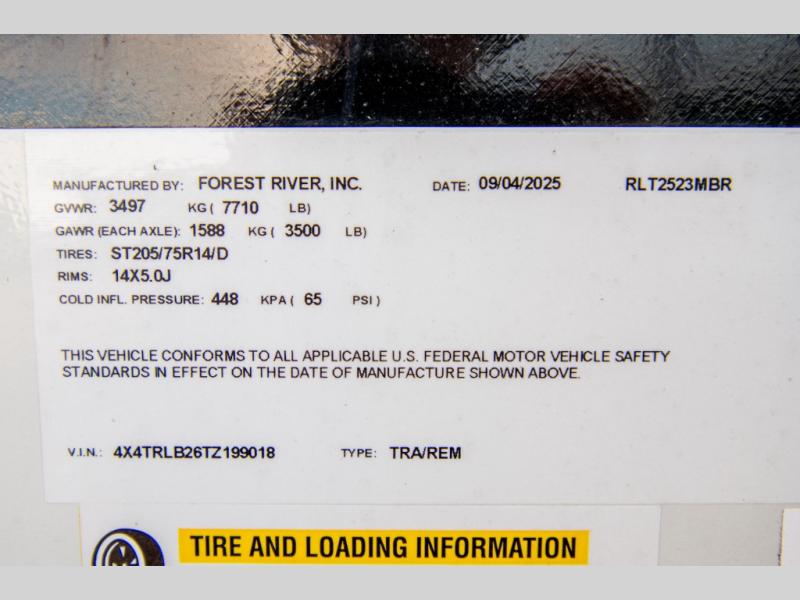 MANUFACTURED BY: FOREST RIVER, INC. DATE: 09/04/2025 RLT2523MBR
GVWR: 3497 KG ( 7710 LB)
GAWR (EACH AXLE): 1588 KG ( 3500 LB)
TIRES: ST205/75R14/D
RIMS: 14X5.0J
COLD INFL. PRESSURE: 448 KPA ( 65 PSI )
THIS VEHICLE CONFORMS TO ALL APPLICABLE U.S. FEDERAL MOTOR VEHICLE SAFETY
STANDARDS IN EFFECT ON THE DATE OF MANUFACTURE SHOWN ABOVE.
V.I.N.: 4X4TRLB26TZ199018 TYPE: TRA/REM
TIRE AND LOADING INFORMATION